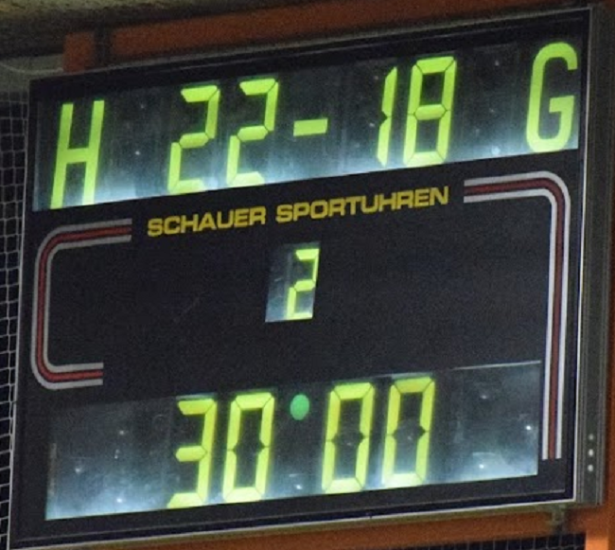 H 22-18 G
SCHAUER SPORTUHREN
2
30:00